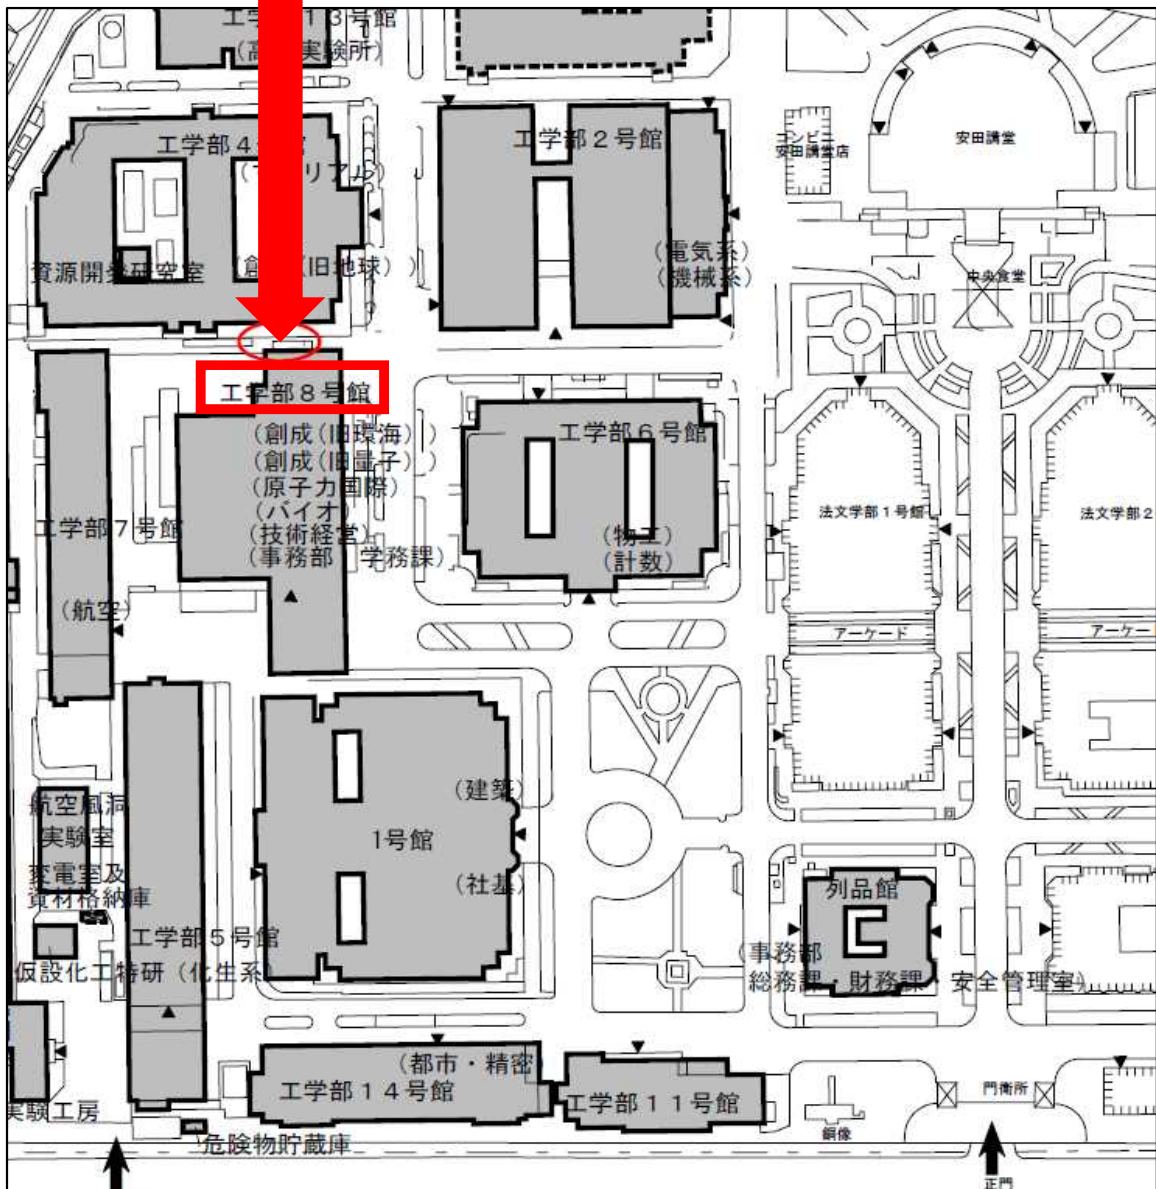 工学部13号館
実験所)
工学部4号館
リアル)
資源開発研究室
(旧地球))
工学部2号館
(電気系)
(機械系)
コンビニ
安田講堂店
安田講堂
中央食堂
工学部8号館
(創成(旧環海))
(創成(旧量子))
(原子力国際)
(バイオ)
(技術経営)
(事務部 学務課)
工学部7号館
(航空)
工学部6号館
(物工)
(計数)
法文学部1号館
法文学部2
アーケード
アーケー
航空風洞
実験室
変電室及
資材格納庫
仮設化工特研(化生系)
工学部5号館
1号館
(建築)
(社基)
列品館
(事務部
総務課・財務課・安全管理室)
実験工房
危険物貯蔵庫
(都市・精密)
工学部14号館
工学部11号館
銅像
門衛所
正門